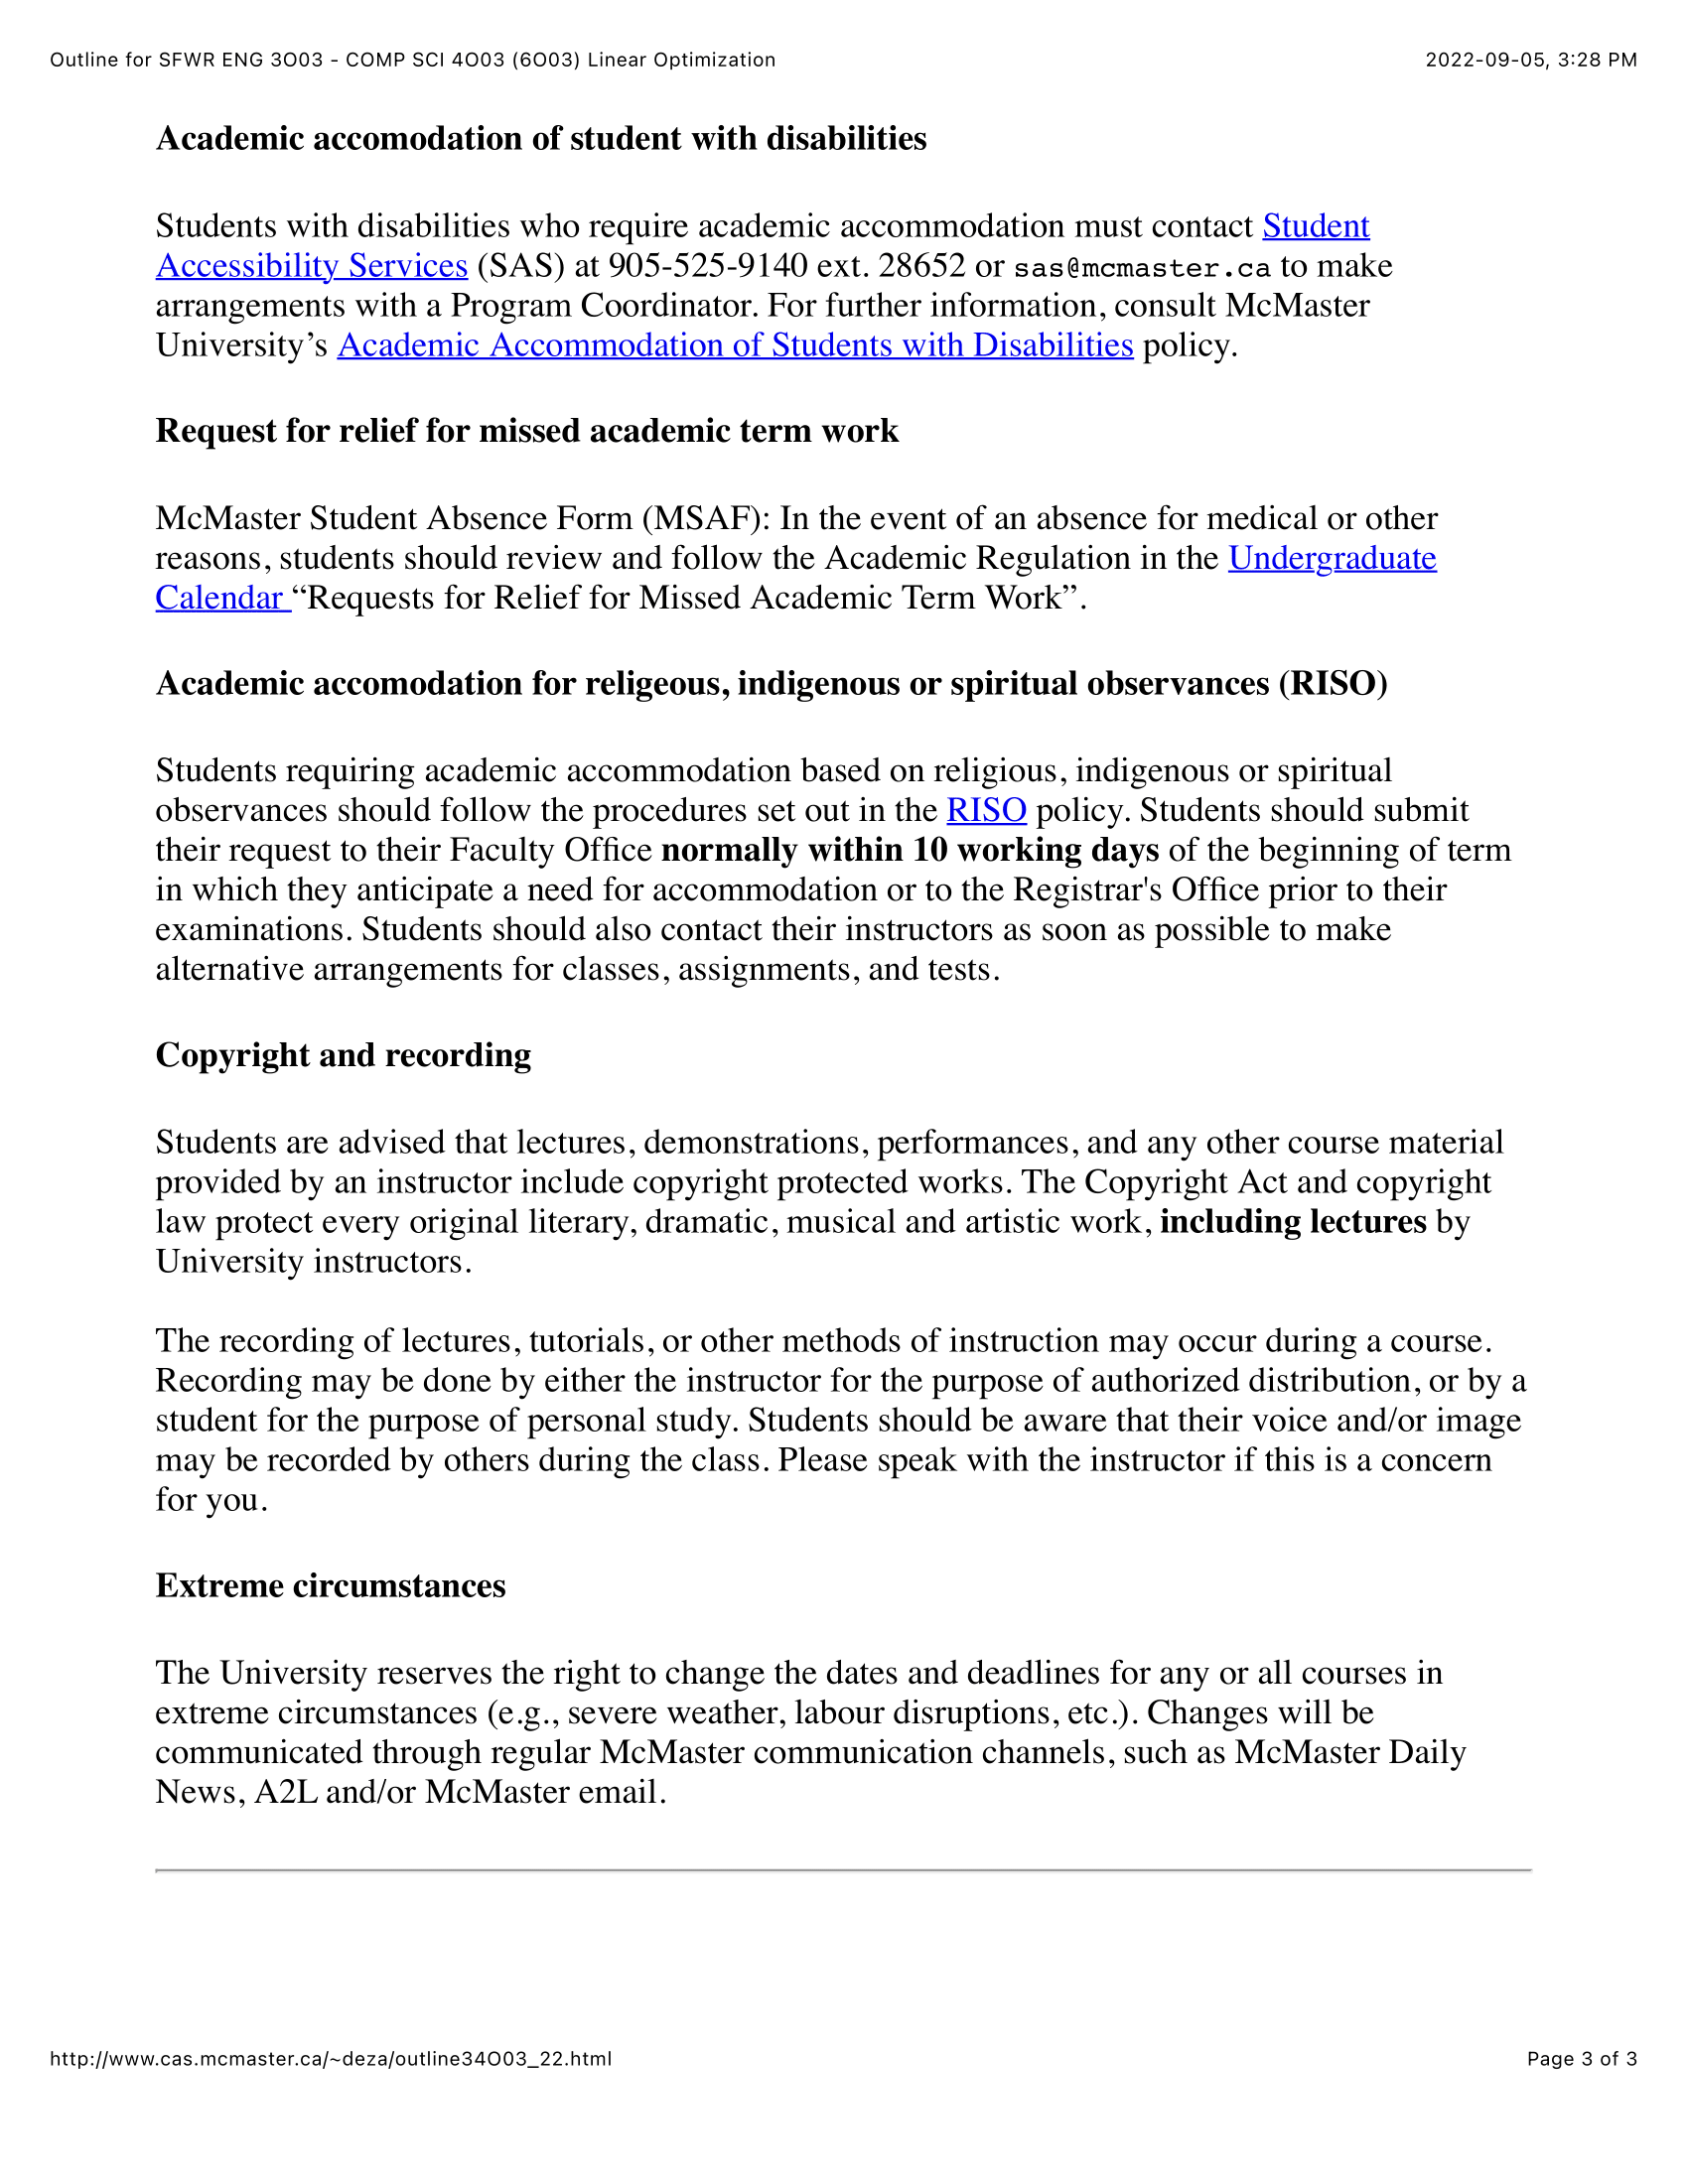 Outline for SFWR ENG 3O03 - COMP SCI 4O03 (6O03) Linear Optimization
2022-09-05, 3:28 PM
Academic accomodation of student with disabilities
Students with disabilities who require academic accommodation must contact Student
Accessibility Services (SAS) at 905-525-9140 ext. 28652 or sas@mcmaster.ca to make
arrangements with a Program Coordinator. For further information, consult McMaster
University’s Academic Accommodation of Students with Disabilities policy.
Request for relief for missed academic term work
McMaster Student Absence Form (MSAF): In the event of an absence for medical or other
reasons, students should review and follow the Academic Regulation in the Undergraduate
Calendar “Requests for Relief for Missed Academic Term Work”.
Academic accomodation for religeous, indigenous or spiritual observances (RISO)
Students requiring academic accommodation based on religious, indigenous or spiritual
observances should follow the procedures set out in the RISO policy. Students should submit
their request to their Faculty Office normally within 10 working days of the beginning of term
in which they anticipate a need for accommodation or to the Registrar's Office prior to their
examinations. Students should also contact their instructors as soon as possible to make
alternative arrangements for classes, assignments, and tests.
Copyright and recording
Students are advised that lectures, demonstrations, performances, and any other course material
provided by an instructor include copyright protected works. The Copyright Act and copyright
law protect every original literary, dramatic, musical and artistic work, including lectures by
University instructors.
The recording of lectures, tutorials, or other methods of instruction may occur during a course.
Recording may be done by either the instructor for the purpose of authorized distribution, or by a
student for the purpose of personal study. Students should be aware that their voice and/or image
may be recorded by others during the class. Please speak with the instructor if this is a concern
for you.
Extreme circumstances
The University reserves the right to change the dates and deadlines for any or all courses in
extreme circumstances (e.g., severe weather, labour disruptions, etc.). Changes will be
communicated through regular McMaster communication channels, such as McMaster Daily
News, A2L and/or McMaster email.
http://www.cas.mcmaster.ca/~deza/outline34O03_22.html
Page 3 of 3